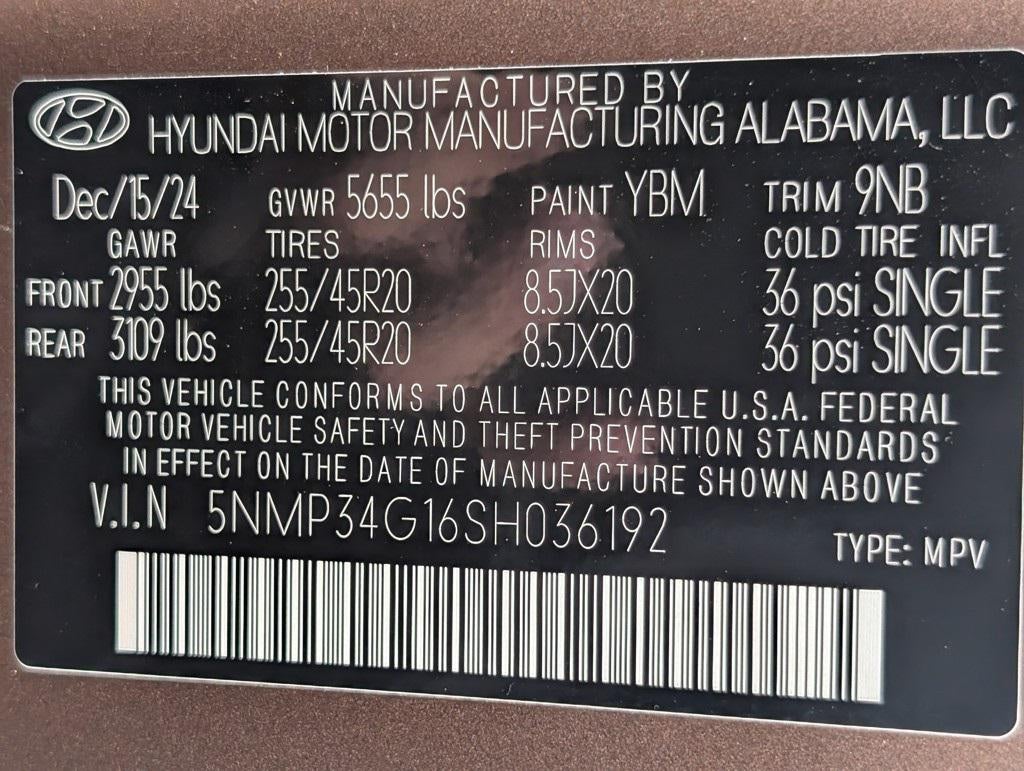 MANUFACTURED BY
HYUNDAI MOTOR MANUFACTURING ALABAMA, LLC
Dec/15/24 GVWR 5655 lbs PAINT YBM TRIM 9NB
GAWR TIRES RIMS COLD TIRE INFL
FRONT 2955 lbs 255/45R20 8.5JX20 36 psi SINGLE
REAR 3109 lbs 255/45R20 8.5JX20 36 psi SINGLE
THIS VEHICLE CONFORMS TO ALL APPLICABLE U.S.A. FEDERAL
MOTOR VEHICLE SAFETY AND THEFT PREVENTION STANDARDS
IN EFFECT ON THE DATE OF MANUFACTURE SHOWN ABOVE
V.I.N 5NMP34G16SH036192
TYPE: MPV